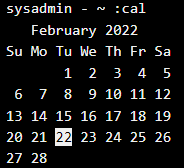 sysadmin - ~ :cal
    February 2022
Su Mo Tu We Th Fr Sa
       1  2  3  4  5
 6  7  8  9 10 11 12
13 14 15 16 17 18 19
20 21 22 23 24 25 26
27 28